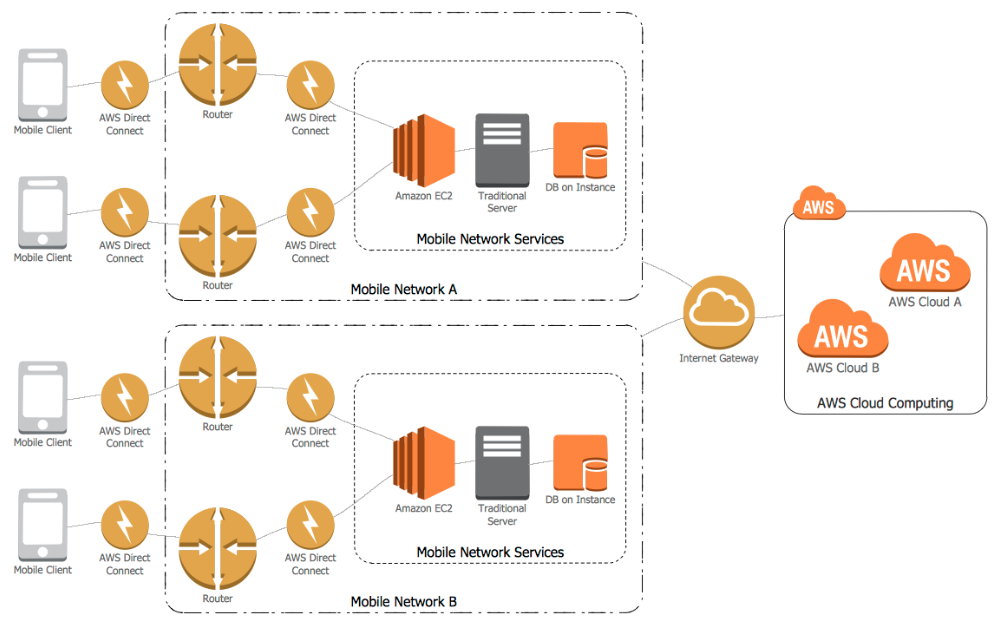 Mobile Client
AWS Direct
Connect
Router
AWS Direct
Connect
Amazon EC2
Traditional
Server
DB on Instance
Mobile Client
AWS Direct
Connect
Router
AWS Direct
Connect
Mobile Network Services
Mobile Network A
Mobile Client
AWS Direct
Connect
Router
AWS Direct
Connect
Amazon EC2
Traditional
Server
DB on Instance
Mobile Client
AWS Direct
Connect
Router
AWS Direct
Connect
Mobile Network Services
Mobile Network B
Internet Gateway
AWS
AWS
AWS Cloud A
AWS
AWS Cloud B
AWS Cloud Computing